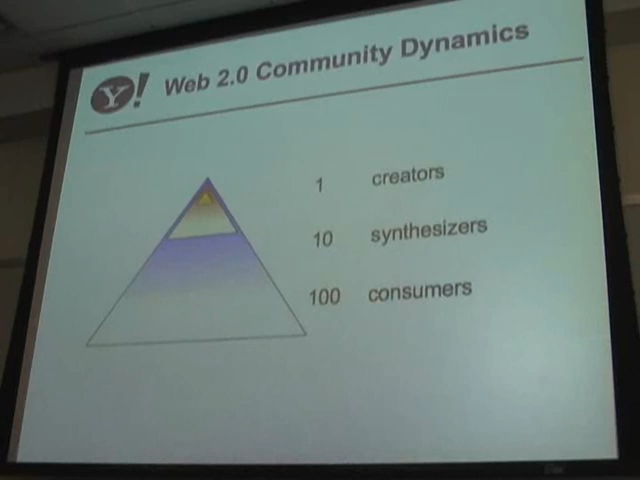 Y! Web 2.0 Community Dynamics
1 creators
10 synthesizers
100 consumers